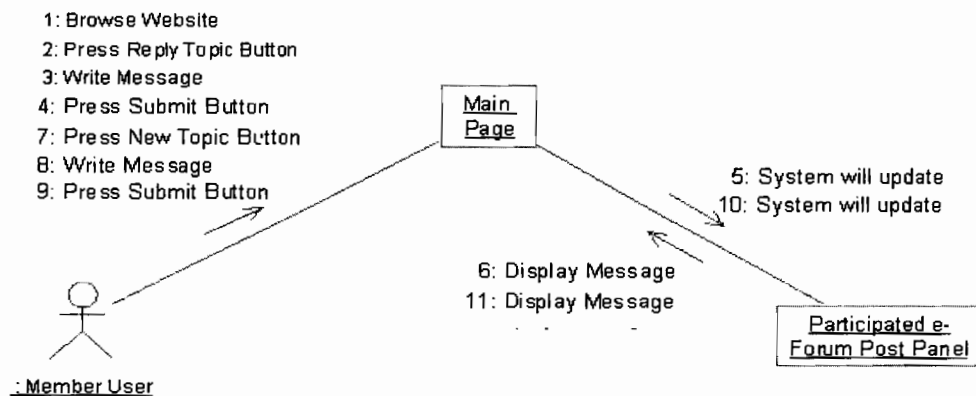 1: Browse Website
2: Press Reply Topic Button
3: Write Message
4: Press Submit Button
7: Press New Topic Button
8: Write Message
9: Press Submit Button
Main
Page
5: System will update
10: System will update
6: Display Message
11: Display Message
Participated e-
Forum Post Panel
: Member User